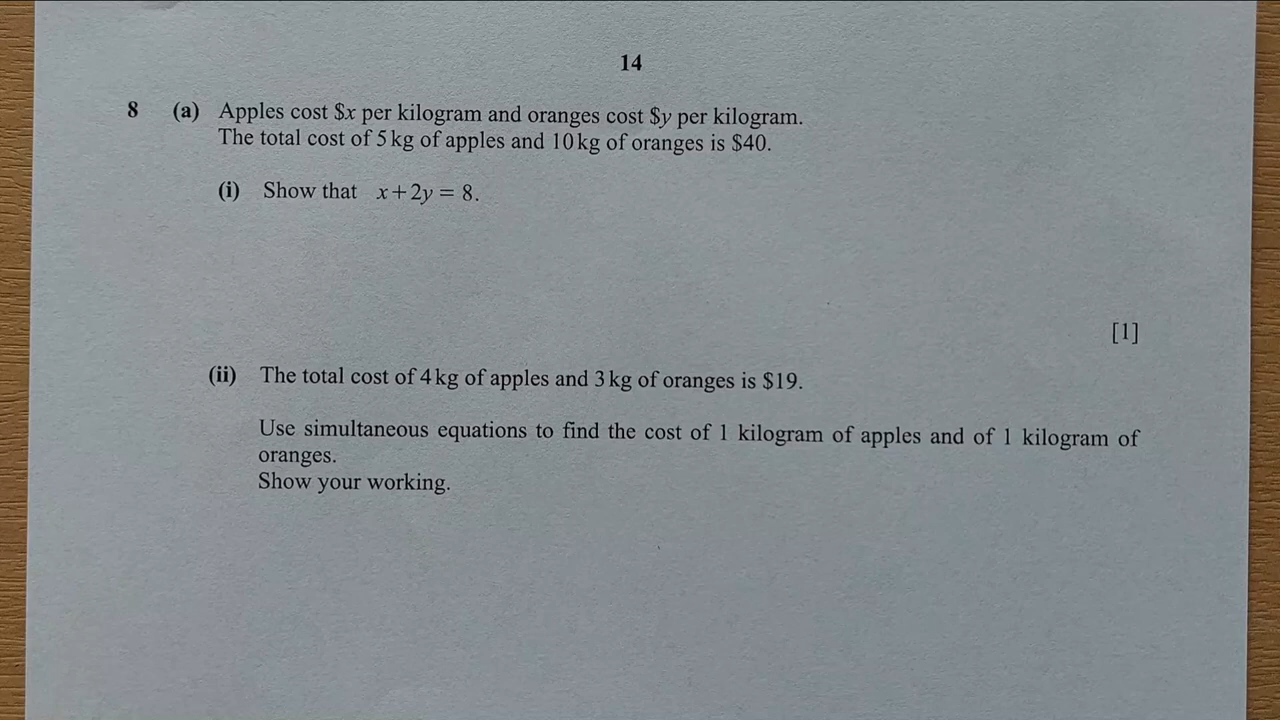 14
8 (a) Apples cost $x per kilogram and oranges cost $y per kilogram.
The total cost of 5 kg of apples and 10 kg of oranges is $40.
(i) Show that x + 2y = 8.
[1]
(ii) The total cost of 4 kg of apples and 3 kg of oranges is $19.
Use simultaneous equations to find the cost of 1 kilogram of apples and of 1 kilogram of
oranges.
Show your working.